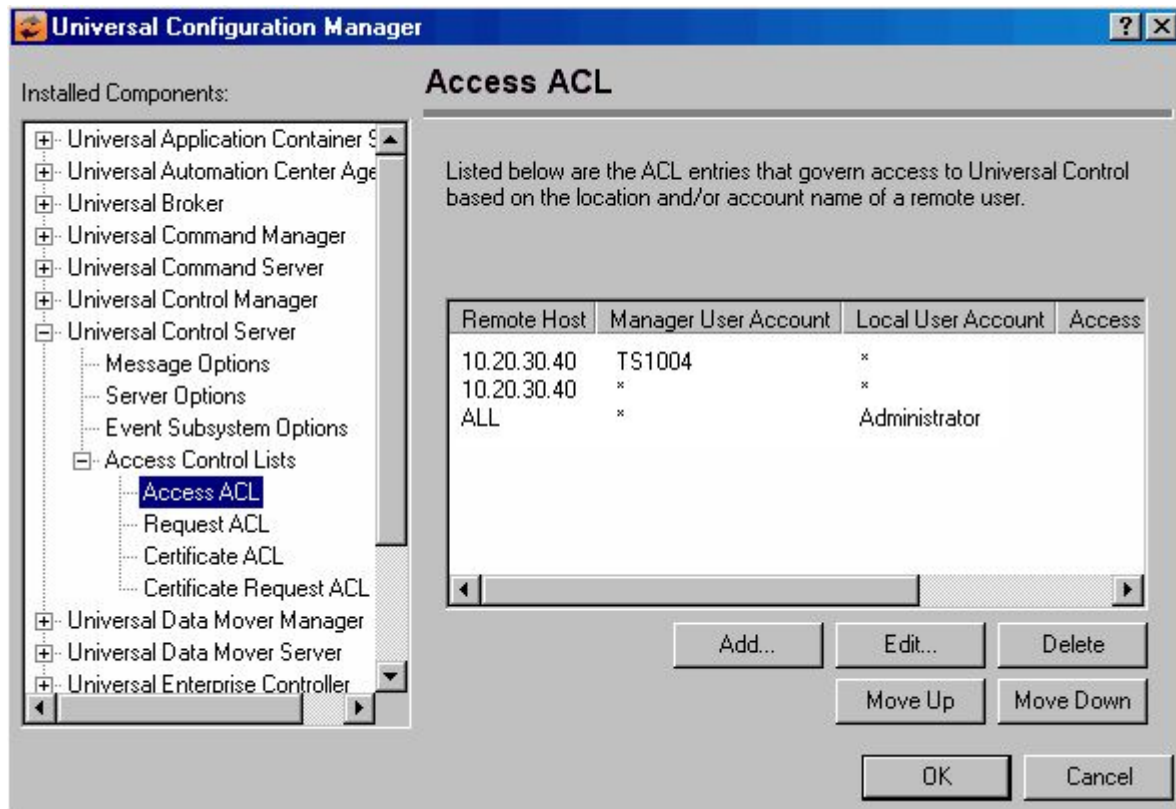 Universal Configuration Manager
Installed Components:
Universal Application Container S
Universal Automation Center Age
Universal Broker
Universal Command Manager
Universal Command Server
Universal Control Manager
Universal Control Server
Message Options
Server Options
Event Subsystem Options
Access Control Lists
Access ACL
Request ACL
Certificate ACL
Certificate Request ACL
Universal Data Mover Manager
Universal Data Mover Server
Universal Enterprise Controller
Access ACL
Listed below are the ACL entries that govern access to Universal Control
based on the location and/or account name of a remote user.
Remote Host Manager User Account Local User Account Access
10.20.30.40 TS1004 *
10.20.30.40 * *
ALL * Administrator
Add... Edit... Delete
Move Up Move Down
OK Cancel